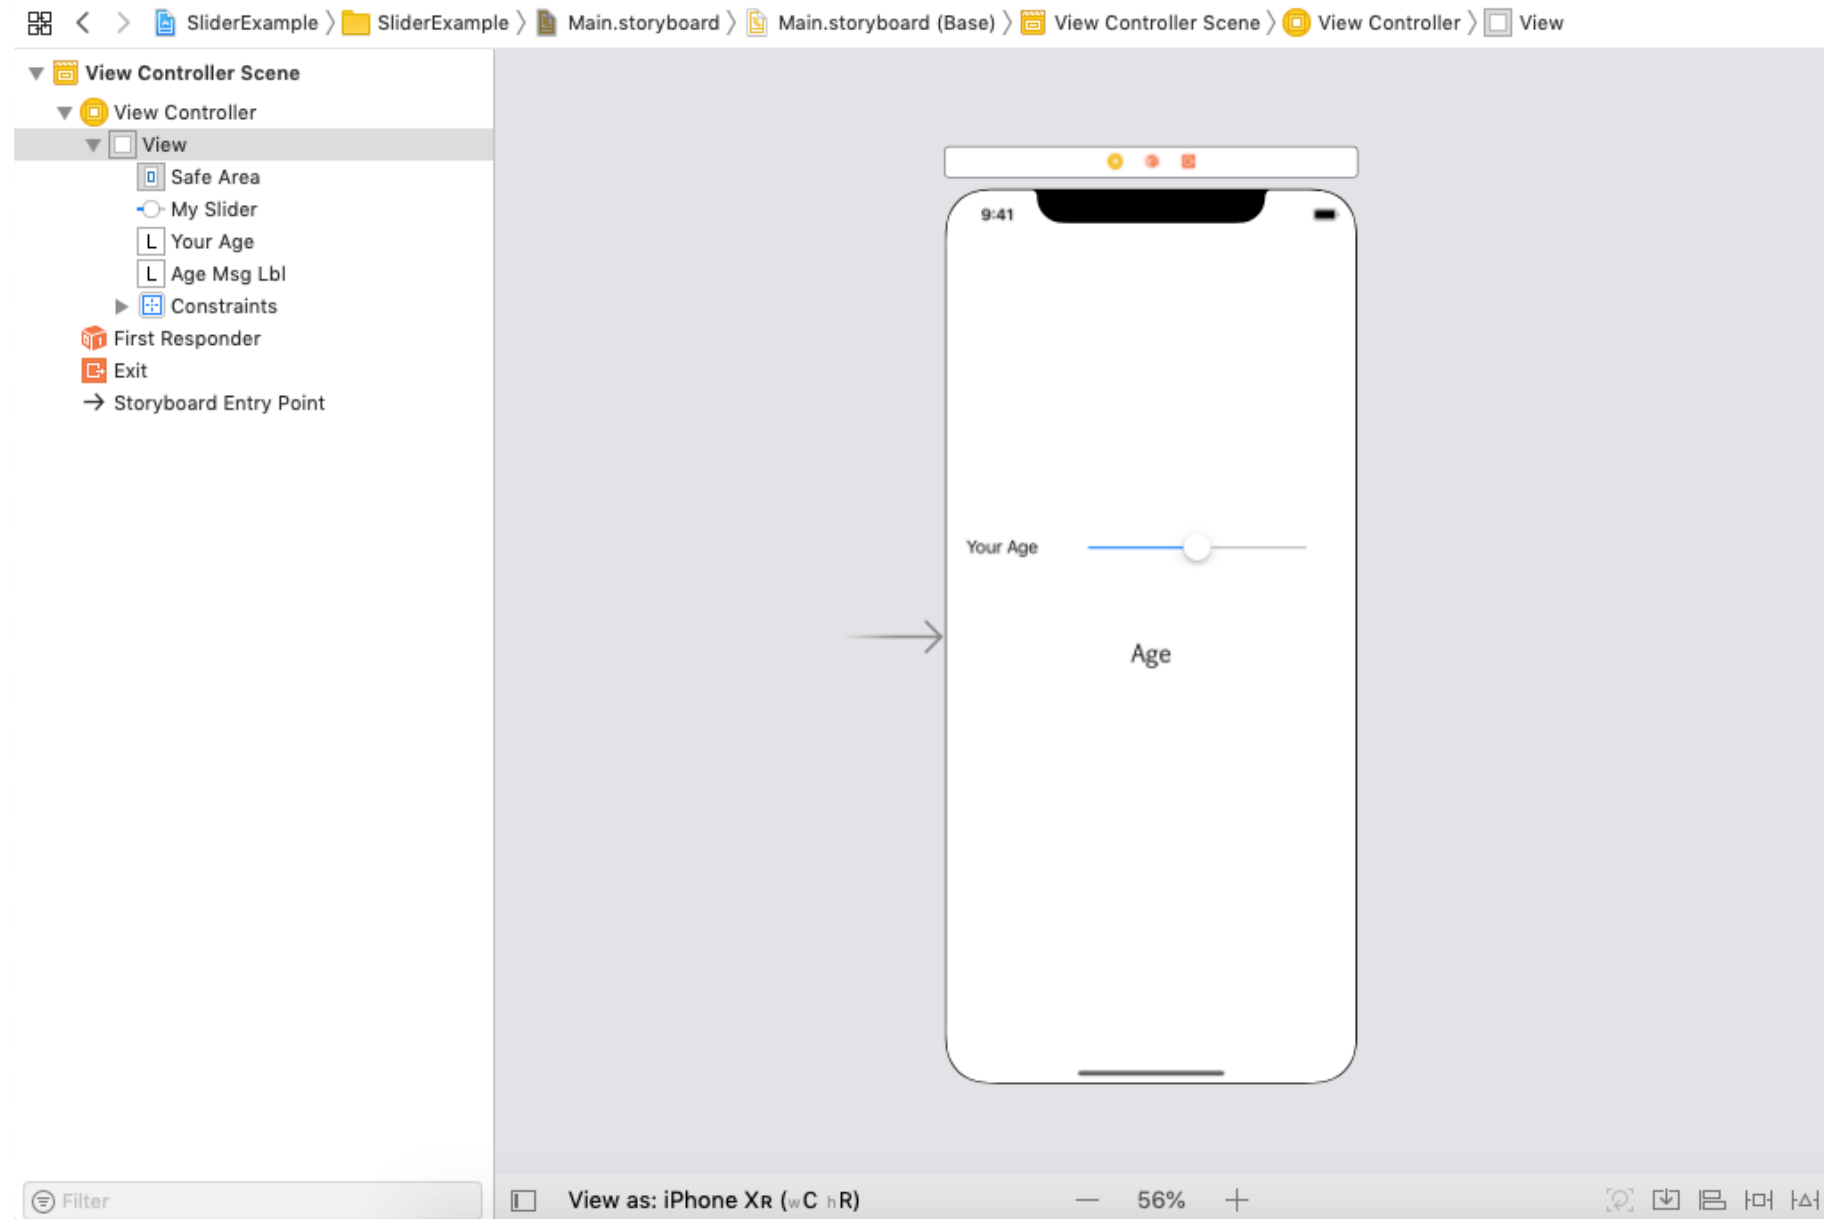 SliderExample 〉 SliderExample 〉 Main.storyboard 〉 Main.storyboard (Base) 〉 View Controller Scene 〉 View Controller 〉 View
View Controller Scene
View Controller
View
Safe Area
My Slider
L Your Age
L Age Msg Lbl
Constraints
First Responder
Exit
Storyboard Entry Point
9:41
Your Age
Age
Filter
View as: iPhone XR (wC hR)
56%